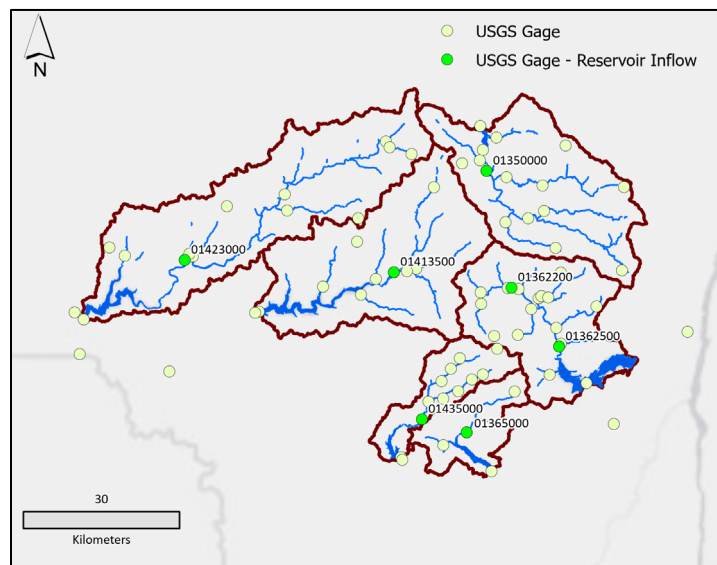 USGS Gage
USGS Gage - Reservoir Inflow
N
01350000
01423000
01413500
01362200
01362500
01435000
01365000
30
Kilometers